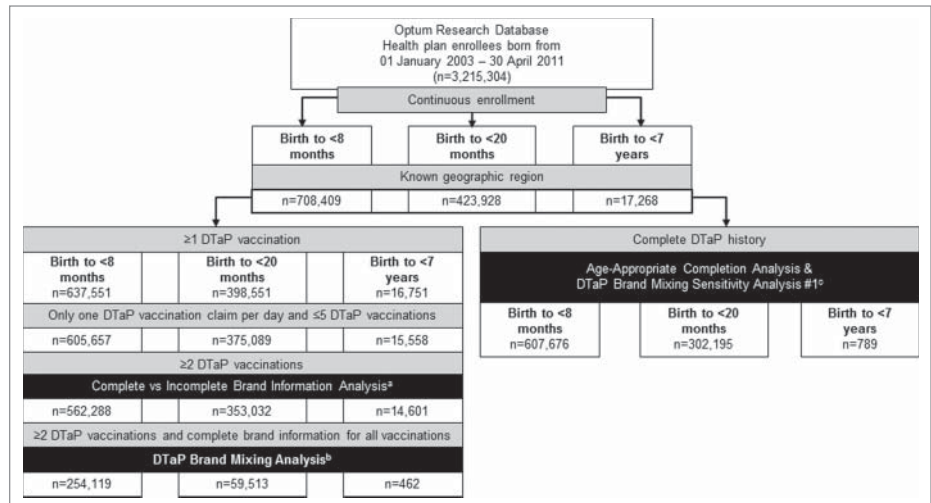 Optum Research Database
Health plan enrollees born from
01 January 2003 – 30 April 2011
(n=3,215,304)
Continuous enrollment
Birth to <8
months
Birth to <20
months
Birth to <7
years
Known geographic region
n=708,409
n=423,928
n=17,268
≥1 DTaP vaccination
Birth to <8
months
n=637,551
Birth to <20
months
n=398,551
Birth to <7
years
n=16,751
Only one DTaP vaccination claim per day and ≤5 DTaP vaccinations
n=605,657
n=375,089
n=15,558
≥2 DTaP vaccinations
Complete vs Incomplete Brand Information Analysisᵃ
n=562,288
n=353,032
n=14,601
≥2 DTaP vaccinations and complete brand information for all vaccinations
DTaP Brand Mixing Analysisᵇ
n=254,119
n=59,513
n=462
Complete DTaP history
Age-Appropriate Completion Analysis &
DTaP Brand Mixing Sensitivity Analysis #1ᶜ
Birth to <8
months
n=607,676
Birth to <20
months
n=302,195
Birth to <7
years
n=789